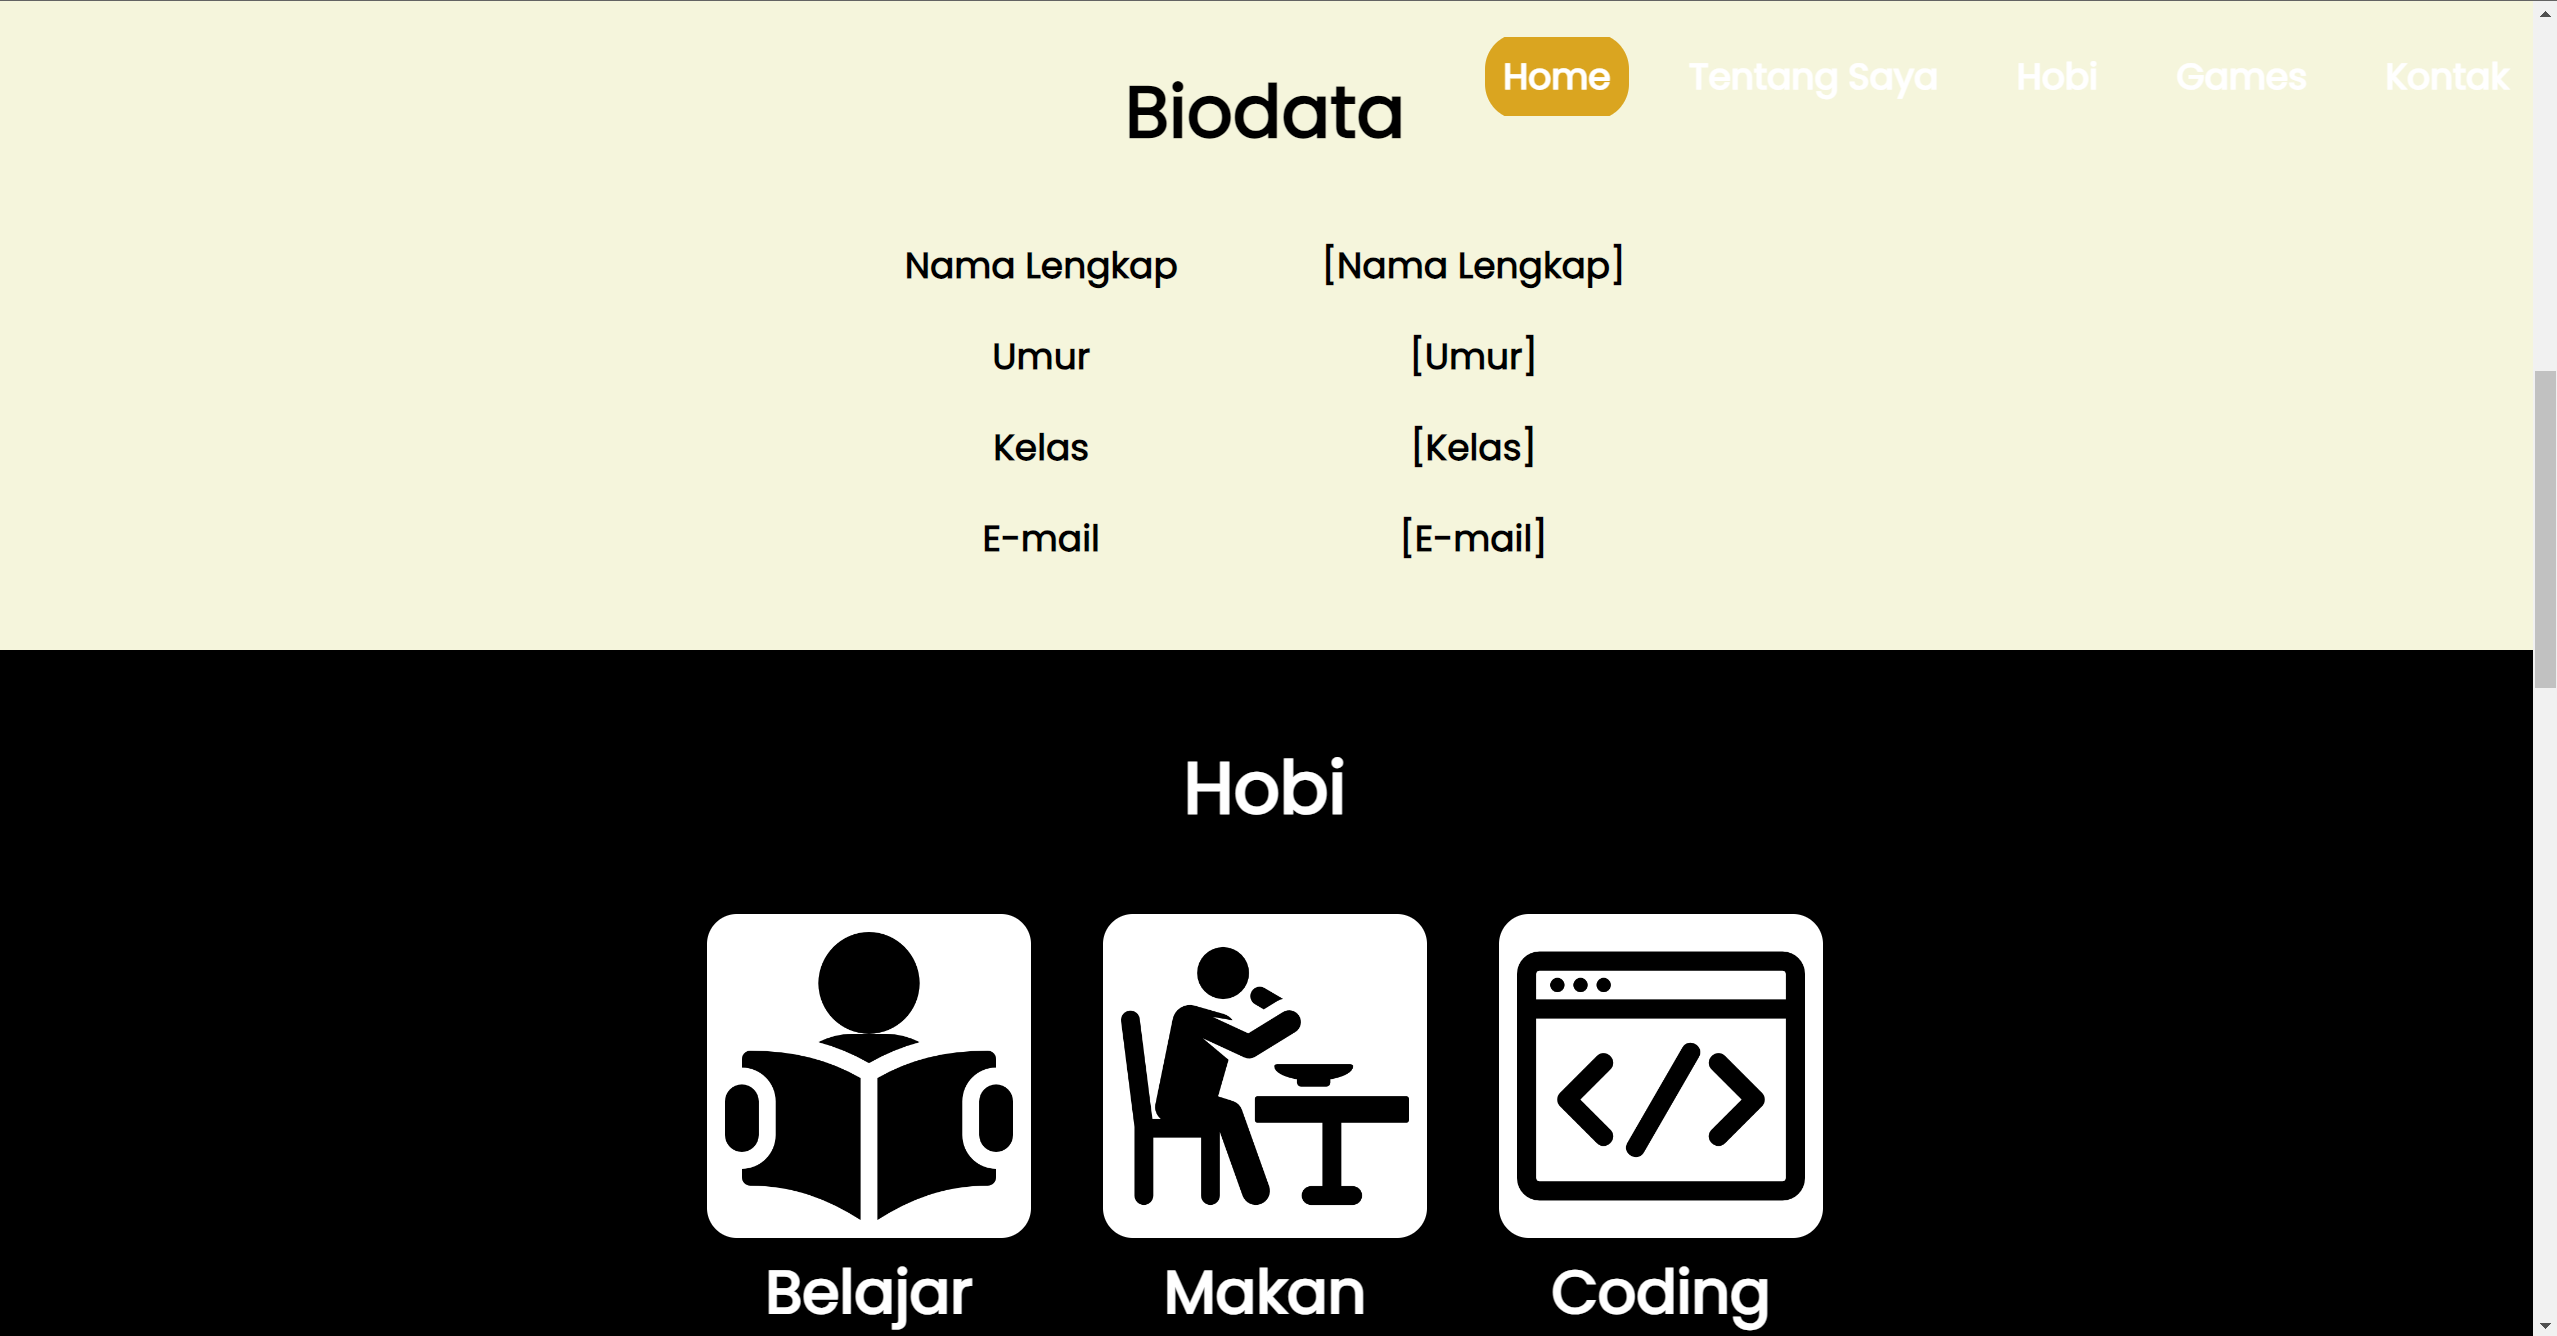 Home Tentang Saya Hobi Games Kontak
Biodata
Nama Lengkap [Nama Lengkap]
Umur [Umur]
Kelas [Kelas]
E-mail [E-mail]
Hobi
</>
Belajar Makan Coding